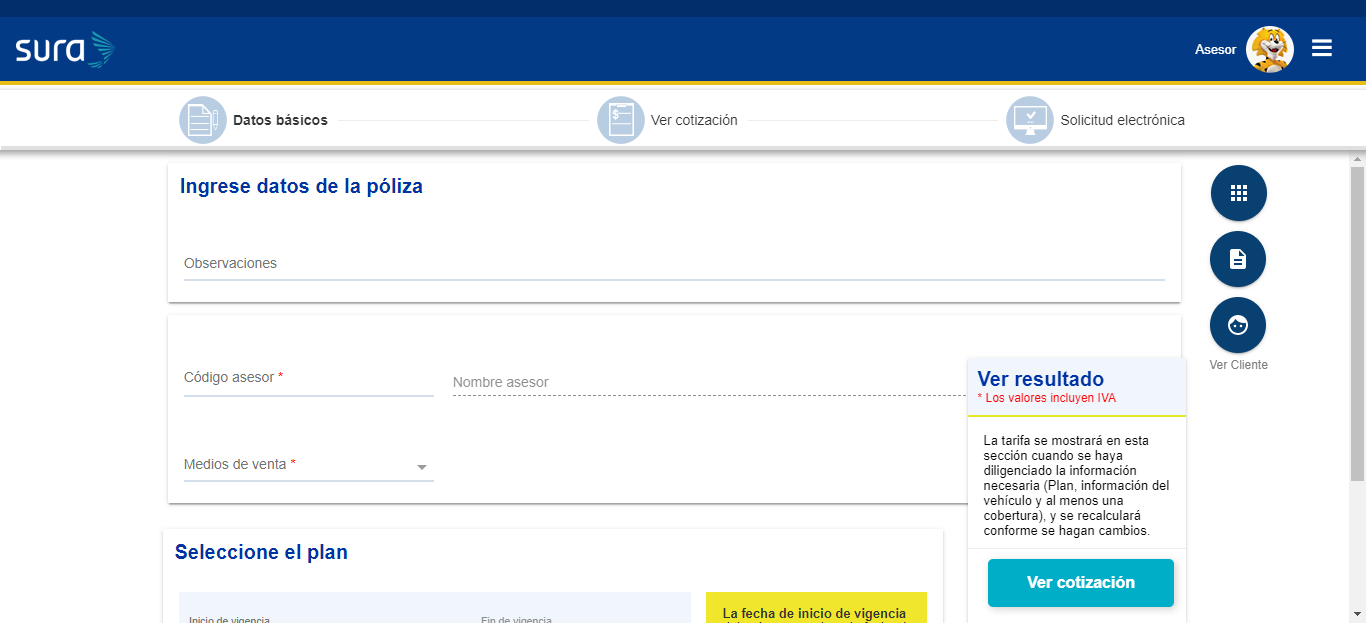 sura
Asesor
Datos básicos
Ver cotización
Solicitud electrónica
Ingrese datos de la póliza
Observaciones
Ver Cliente
Código asesor *
Nombre asesor
Medios de venta *
Ver resultado
* Los valores incluyen IVA
La tarifa se mostrará en esta
sección cuando se haya
diligenciado la información
necesaria (Plan, información del
vehículo y al menos una
cobertura), y se recalculará
conforme se hagan cambios.
Ver cotización
Seleccione el plan
Inicio de vigencia
Fin de vigencia
La fecha de inicio de vigencia